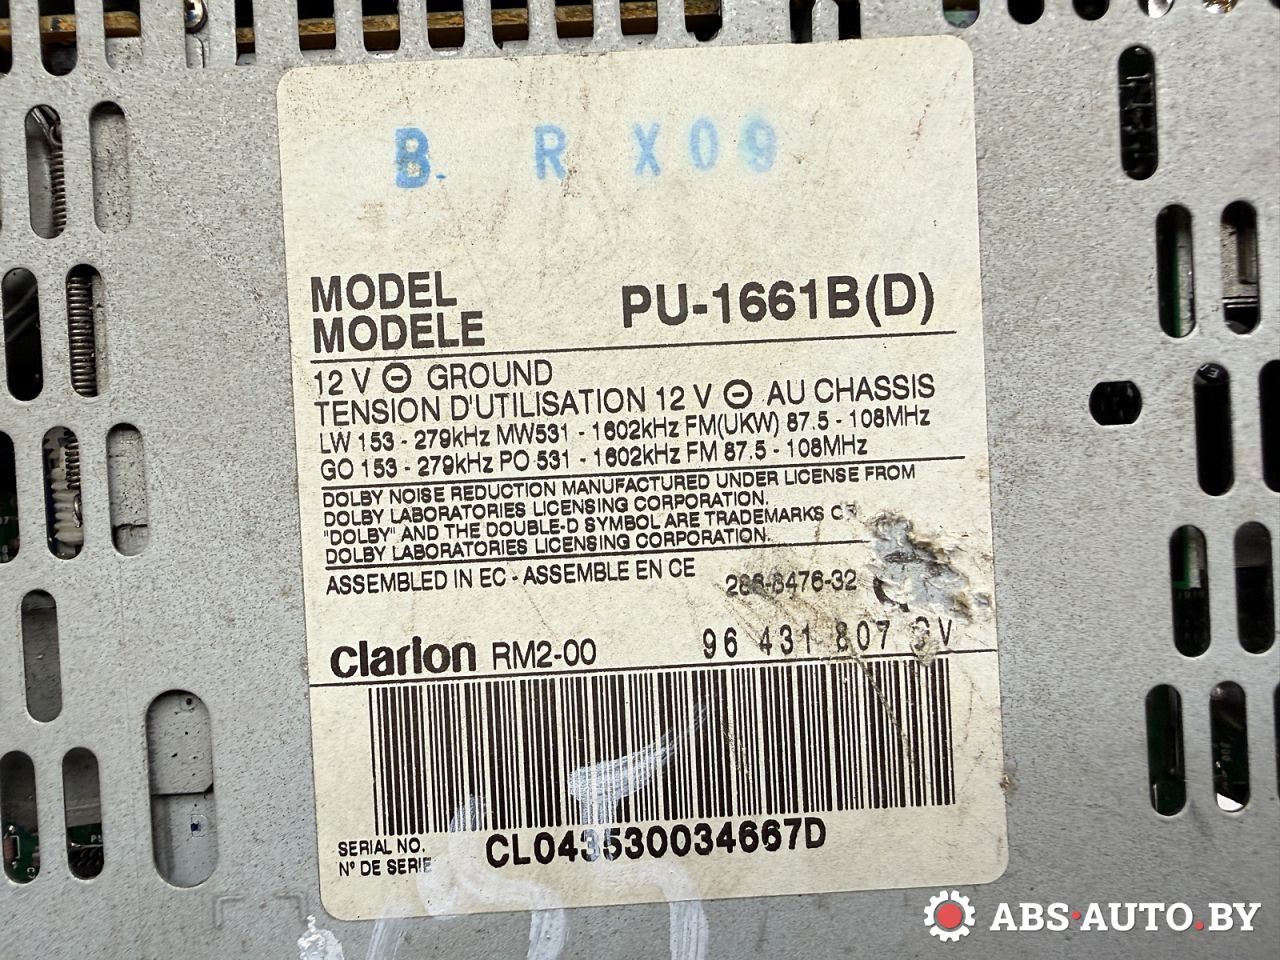 B. R X09
MODEL
MODELE PU-1661B(D)
12 V ⊖ GROUND
TENSION D'UTILISATION 12 V ⊖ AU CHASSIS
LW 153 - 279kHz MW531 - 1602kHz FM(UKW) 87.5 - 108MHz
GO 153 - 279kHz PO 531 - 1602kHz FM 87.5 - 108MHz
DOLBY NOISE REDUCTION MANUFACTURED UNDER LICENSE FROM
DOLBY LABORATORIES LICENSING CORPORATION.
"DOLBY" AND THE DOUBLE-D SYMBOL ARE TRADEMARKS
DOLBY LABORATORIES LICENSING CORPORATION.
ASSEMBLED IN EC - ASSEMBLE EN CE
clarion RM2-00 96 431 807
SERIAL NO.
N° DE SERIE CL043530034667D
ABS·AUTO.BY